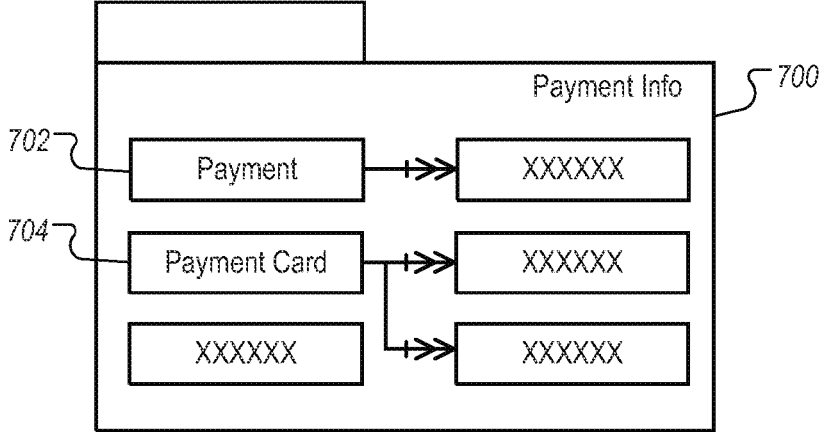 Payment Info
700
702
Payment
XXXXXX
704
Payment Card
XXXXXX
XXXXXX
XXXXXX